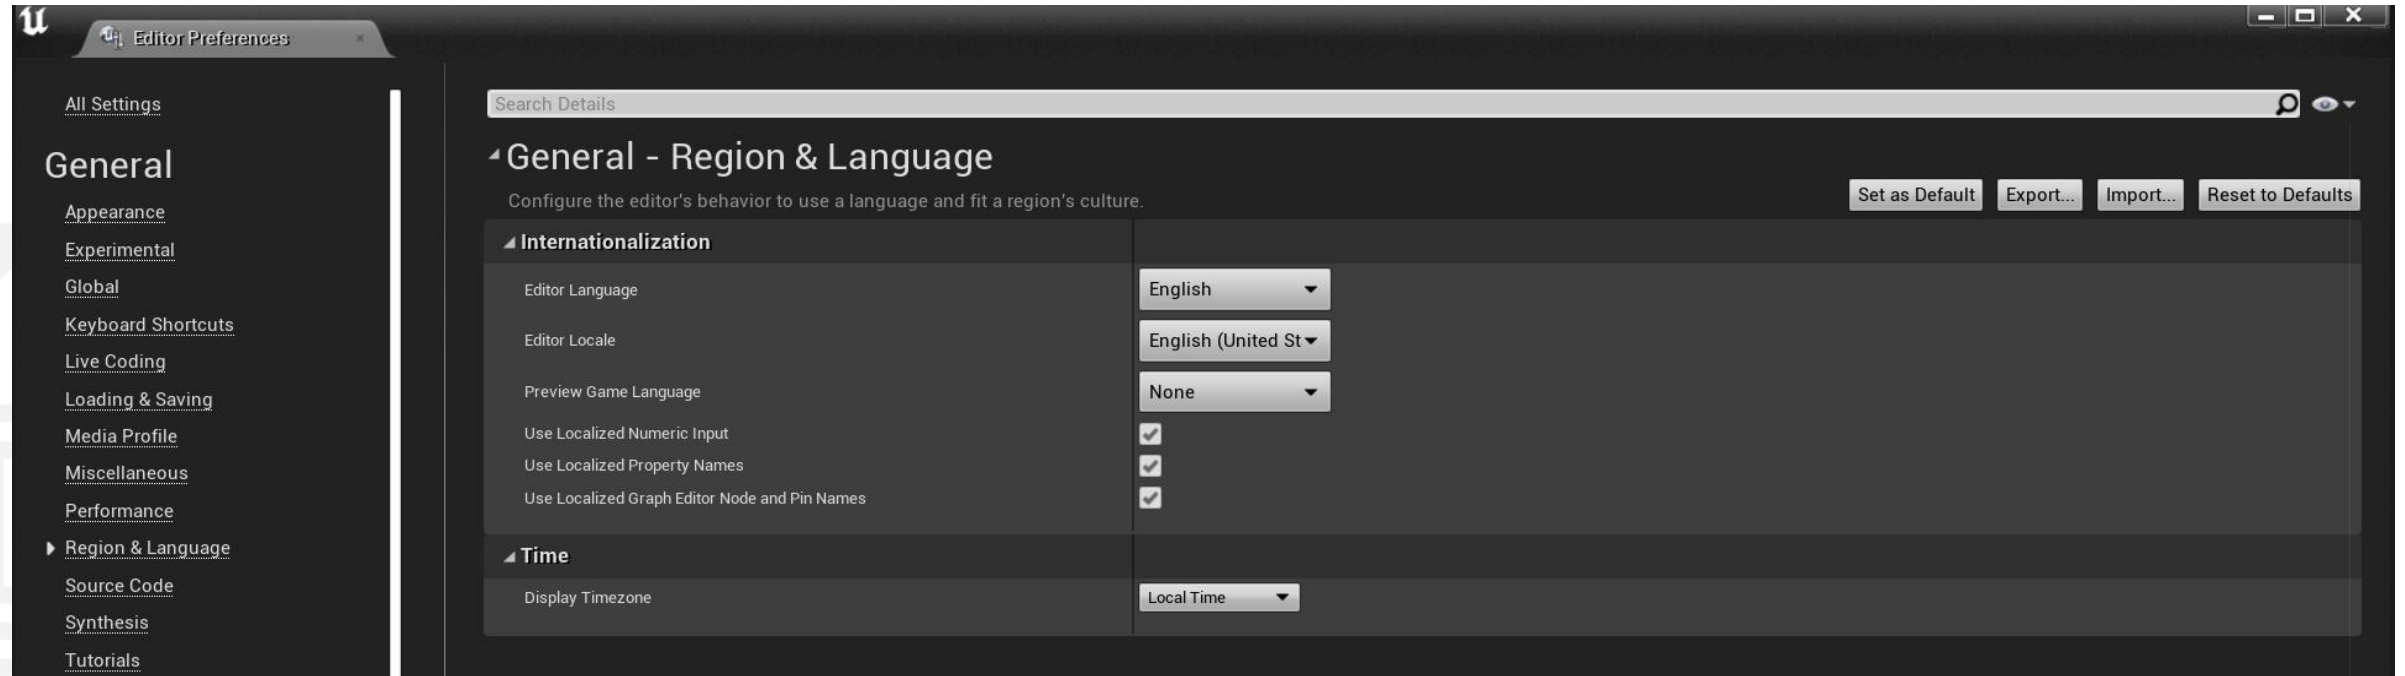 Editor Preferences
All Settings
General
Appearance
Experimental
Global
Keyboard Shortcuts
Live Coding
Loading & Saving
Media Profile
Miscellaneous
Performance
Region & Language
Source Code
Synthesis
Tutorials
Search Details
General - Region & Language
Configure the editor's behavior to use a language and fit a region's culture.
Set as Default Export... Import... Reset to Defaults
Internationalization
Editor Language English
Editor Locale English (United St
Preview Game Language None
Use Localized Numeric Input
Use Localized Property Names
Use Localized Graph Editor Node and Pin Names
Time
Display Timezone Local Time